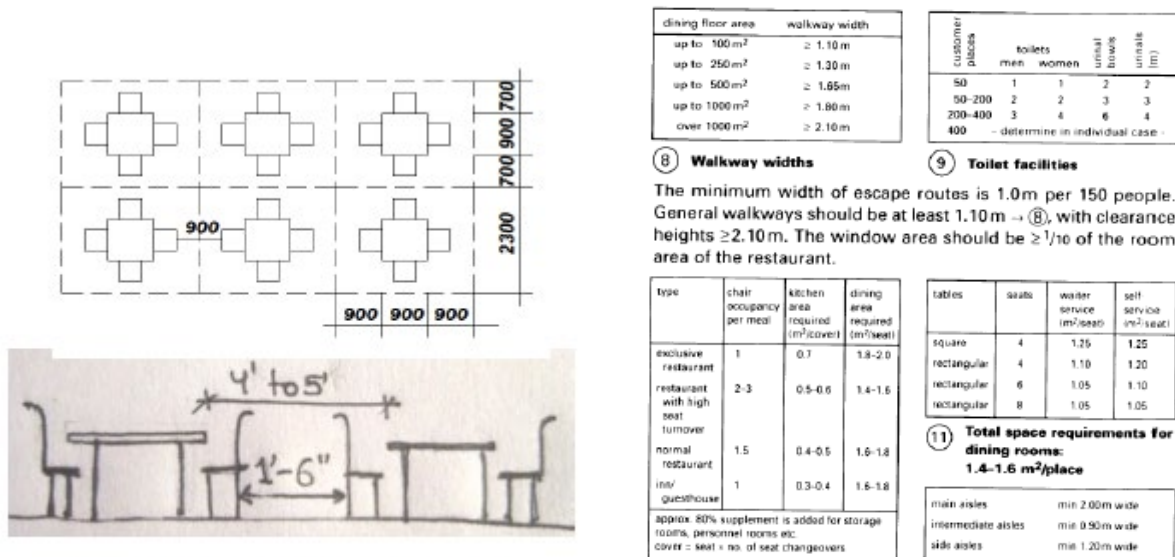 700
900
700
900
2300
900 900 900
4' to 5'
1'-6"
dining floor area walkway width
up to 100 m² ≥ 1.10 m
up to 250 m² ≥ 1.30 m
up to 500 m² ≥ 1.65m
up to 1000 m² ≥ 1.80 m
over 1000 m² ≥ 2.10 m
8 Walkway widths
customer places toilets men women urinal bowls urinals (m)
50 1 1 2 2
50–200 2 2 3 3
200–400 3 4 6 4
400 – determine in individual case –
9 Toilet facilities
The minimum width of escape routes is 1.0m per 150 people.
General walkways should be at least 1.10 m → ⑧, with clearance
heights ≥2.10 m. The window area should be ≥ 1/10 of the room
area of the restaurant.
type chair occupancy per meal kitchen area required (m²/cover) dining area required (m²/seat)
exclusive restaurant 1 0.7 1.8–2.0
restaurant with high seat turnover 2–3 0.5–0.6 1.4–1.6
normal restaurant 1.5 0.4–0.5 1.6–1.8
inn/ guesthouse 1 0.3–0.4 1.6–1.8
approx. 80% supplement is added for storage
rooms, personnel rooms etc.
cover = seat × no. of seat changeovers
tables seats waiter service (m²/seat) self service (m²/seat)
square 4 1.25 1.25
rectangular 4 1.10 1.20
rectangular 6 1.05 1.10
rectangular 8 1.05 1.05
11 Total space requirements for
dining rooms:
1.4–1.6 m²/place
main aisles min 2.00 m wide
intermediate aisles min 0.90 m wide
side aisles min 1.20 m wide